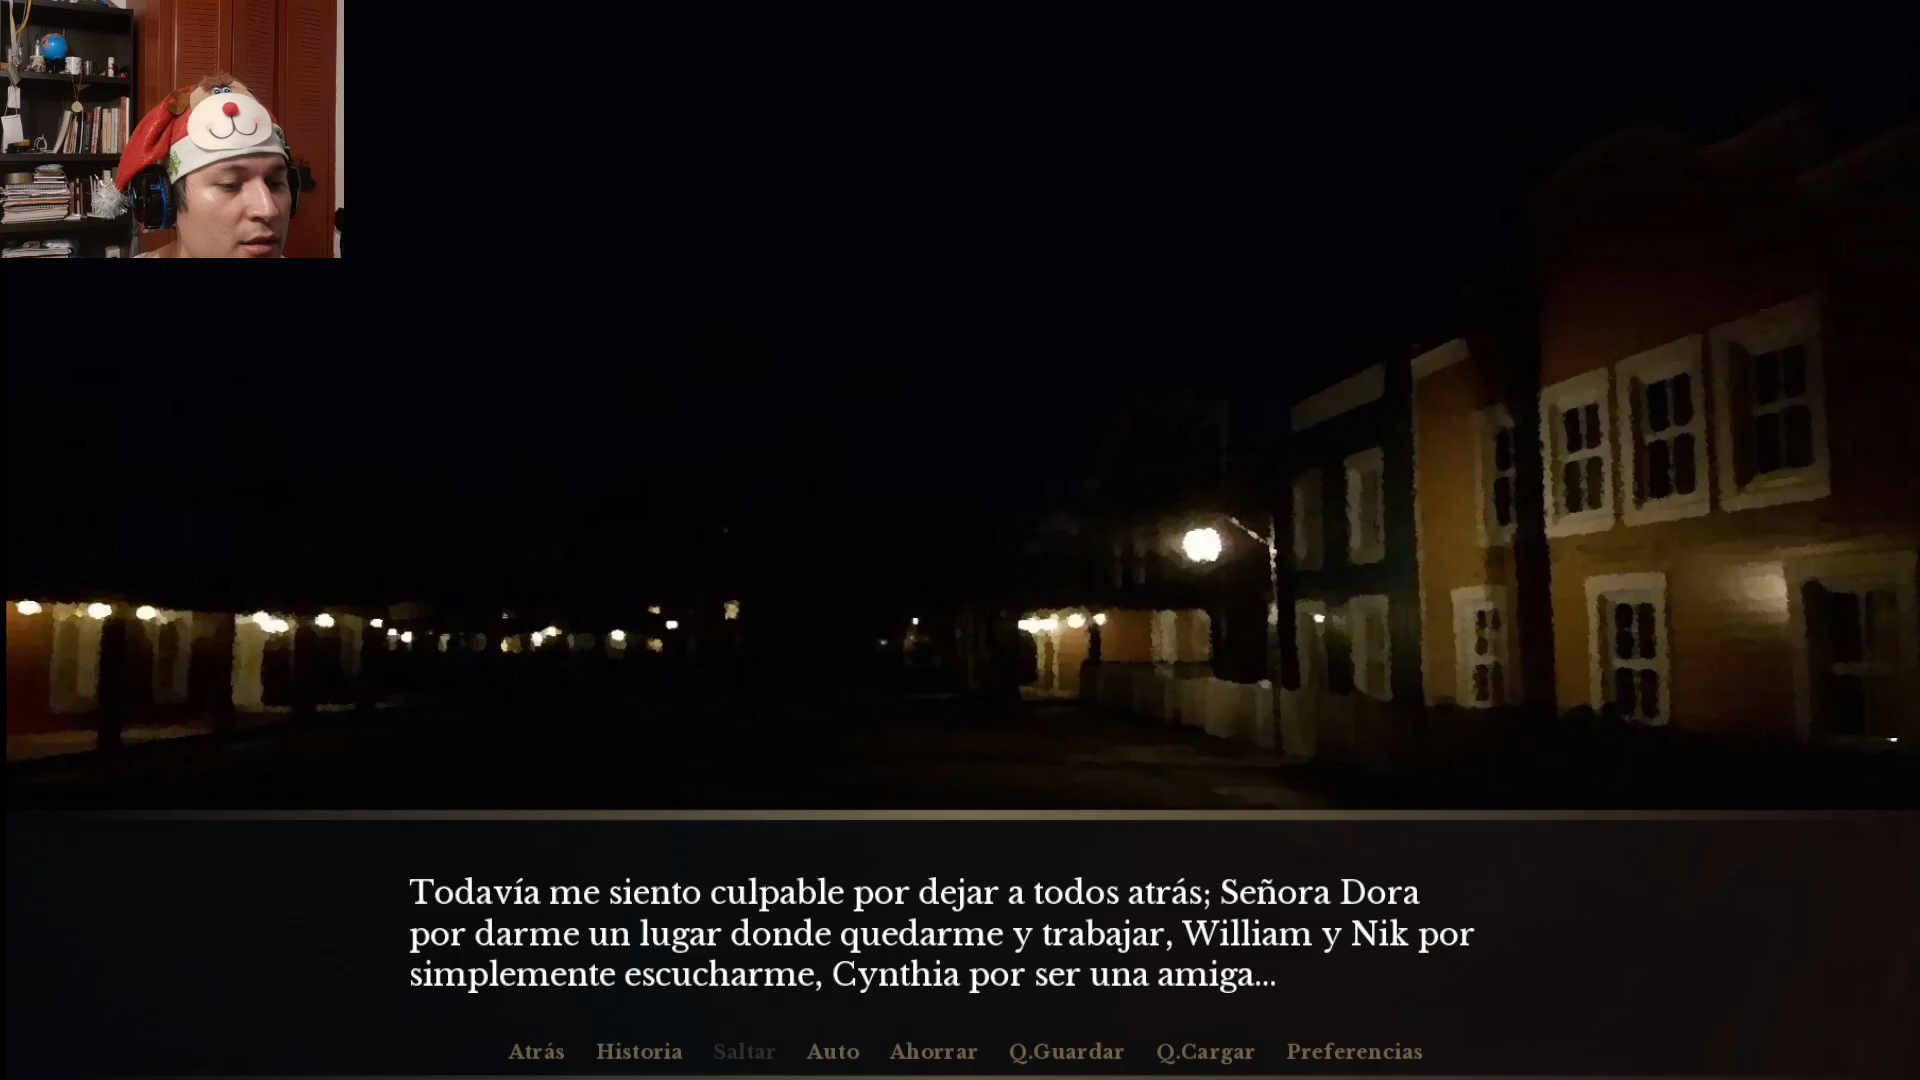 Todavía me siento culpable por dejar a todos atrás; Señora Dora
por darme un lugar donde quedarme y trabajar, William y Nik por
simplemente escucharme, Cynthia por ser una amiga...
Atrás Historia Saltar Auto Ahorrar Q.Guardar Q.Cargar Preferencias